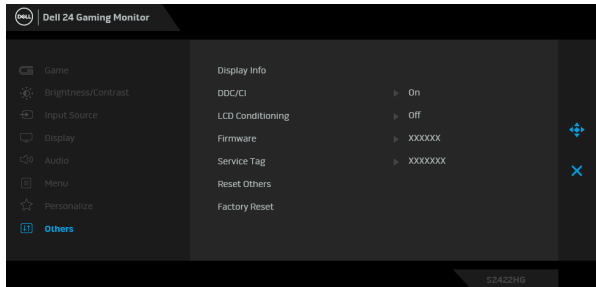 DELL Dell 24 Gaming Monitor
Game
Brightness/Contrast
Input Source
Display
Audio
Menu
Personalize
Others
Display Info
DDC/CI On
LCD Conditioning Off
Firmware XXXXXX
Service Tag XXXXXXX
Reset Others
Factory Reset
S2422HG